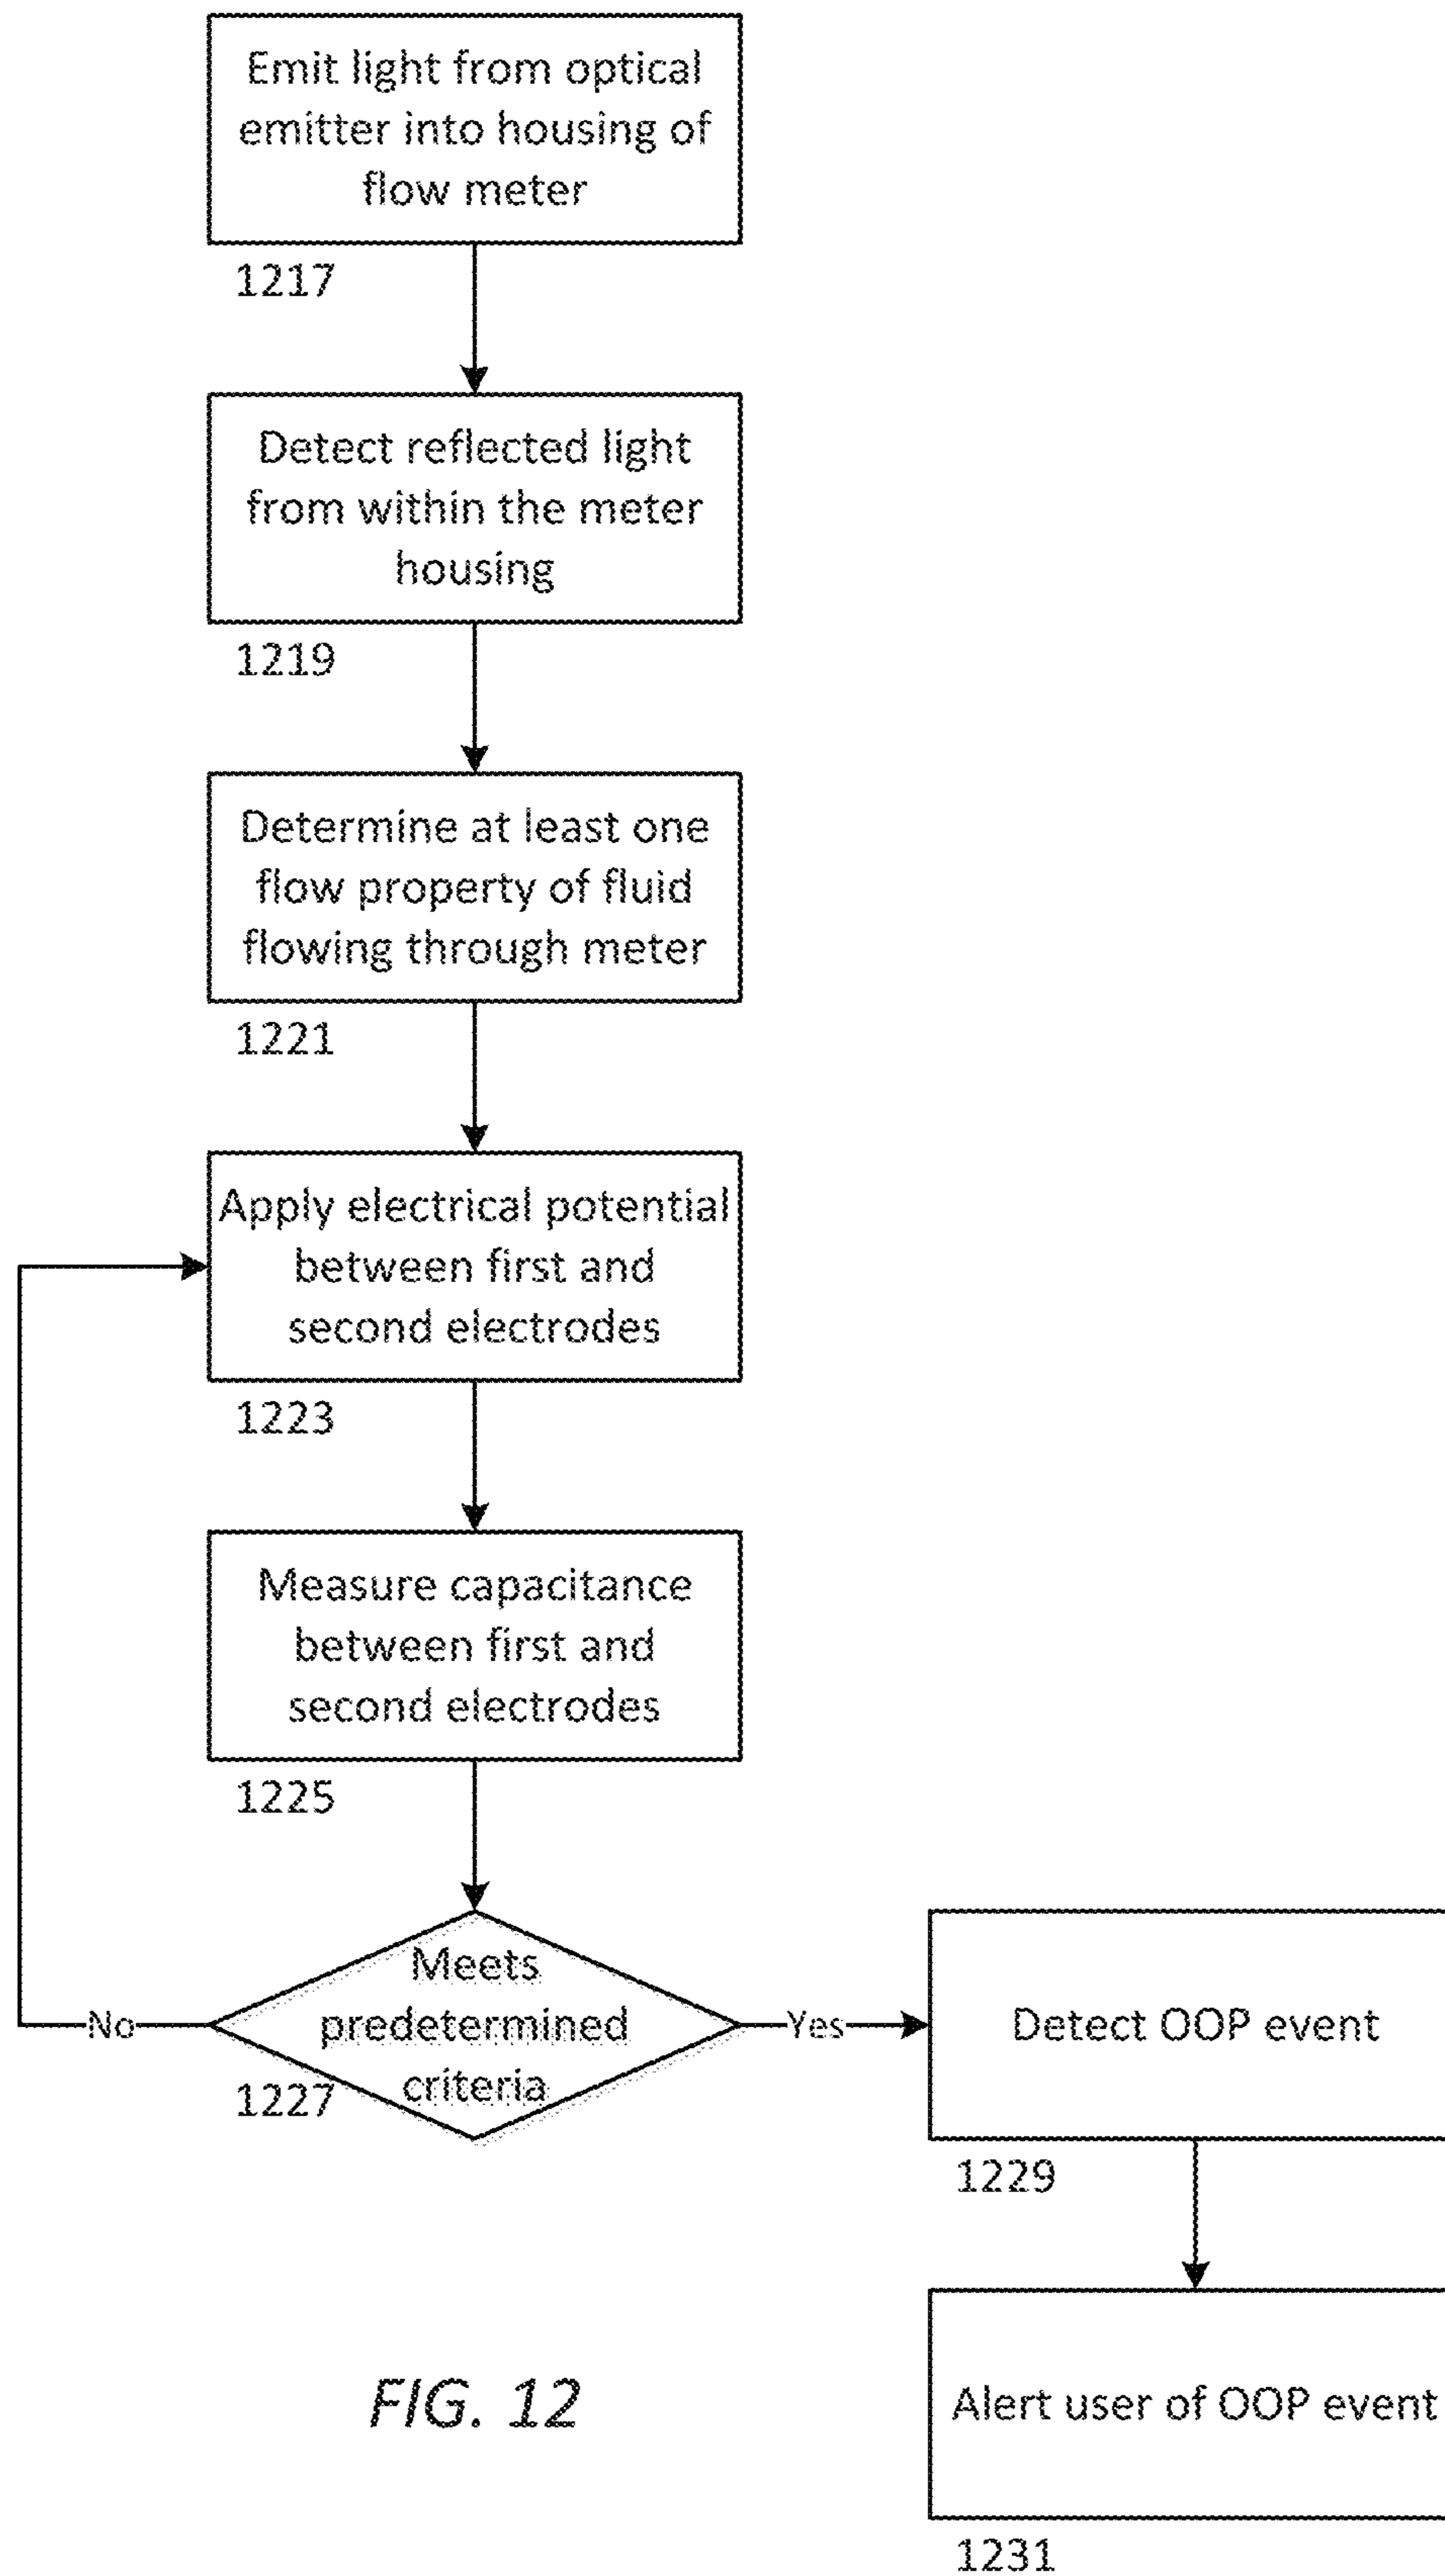 Emit light from optical
emitter into housing of
flow meter
1217
Detect reflected light
from within the meter
housing
1219
Determine at least one
flow property of fluid
flowing through meter
1221
Apply electrical potential
between first and
second electrodes
1223
Measure capacitance
between first and
second electrodes
1225
Meets
predetermined
criteria
1227
No
Yes
Detect OOP event
1229
Alert user of OOP event
1231
FIG. 12